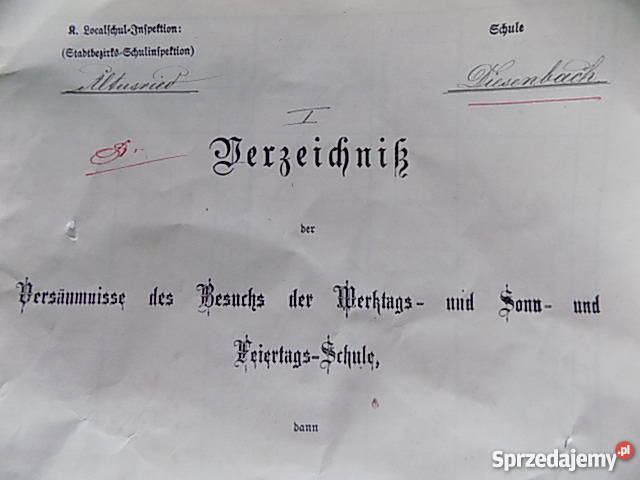 K. Localschul-Inspektion:
(Stadtbezirks-Schulinspektion)
Altusried
Schule
Diesenbach
I
Verzeichniß
der
Versäumnisse des Besuchs der Werktags- und Sonn- und
Feiertags-Schule,
dann
Sprzedajemy.pl